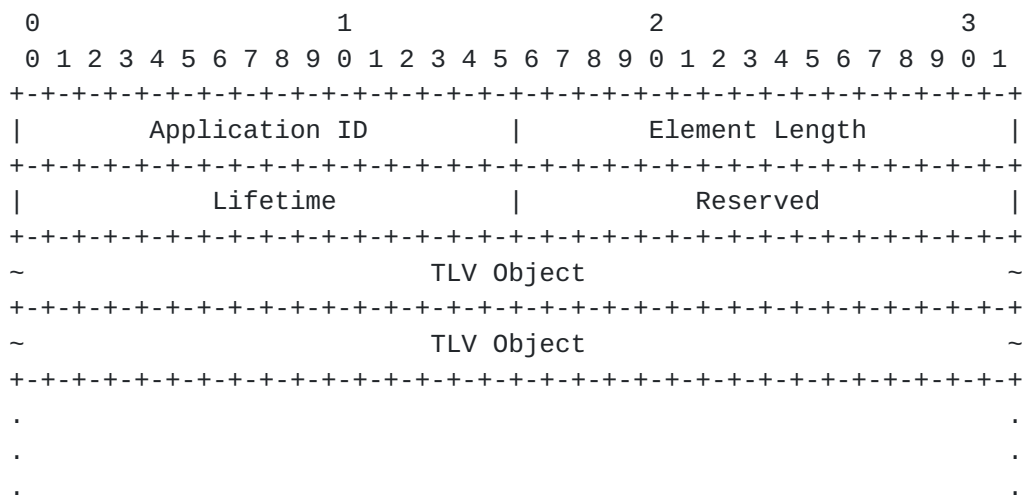 0                   1                   2                   3
 0 1 2 3 4 5 6 7 8 9 0 1 2 3 4 5 6 7 8 9 0 1 2 3 4 5 6 7 8 9 0 1
+-+-+-+-+-+-+-+-+-+-+-+-+-+-+-+-+-+-+-+-+-+-+-+-+-+-+-+-+-+-+-+-+
|        Application ID         |        Element Length         |
+-+-+-+-+-+-+-+-+-+-+-+-+-+-+-+-+-+-+-+-+-+-+-+-+-+-+-+-+-+-+-+-+
|            Lifetime           |           Reserved            |
+-+-+-+-+-+-+-+-+-+-+-+-+-+-+-+-+-+-+-+-+-+-+-+-+-+-+-+-+-+-+-+-+
~                          TLV Object                           ~
+-+-+-+-+-+-+-+-+-+-+-+-+-+-+-+-+-+-+-+-+-+-+-+-+-+-+-+-+-+-+-+-+
~                          TLV Object                           ~
+-+-+-+-+-+-+-+-+-+-+-+-+-+-+-+-+-+-+-+-+-+-+-+-+-+-+-+-+-+-+-+-+
.                                                               .
.                                                               .
.                                                               .